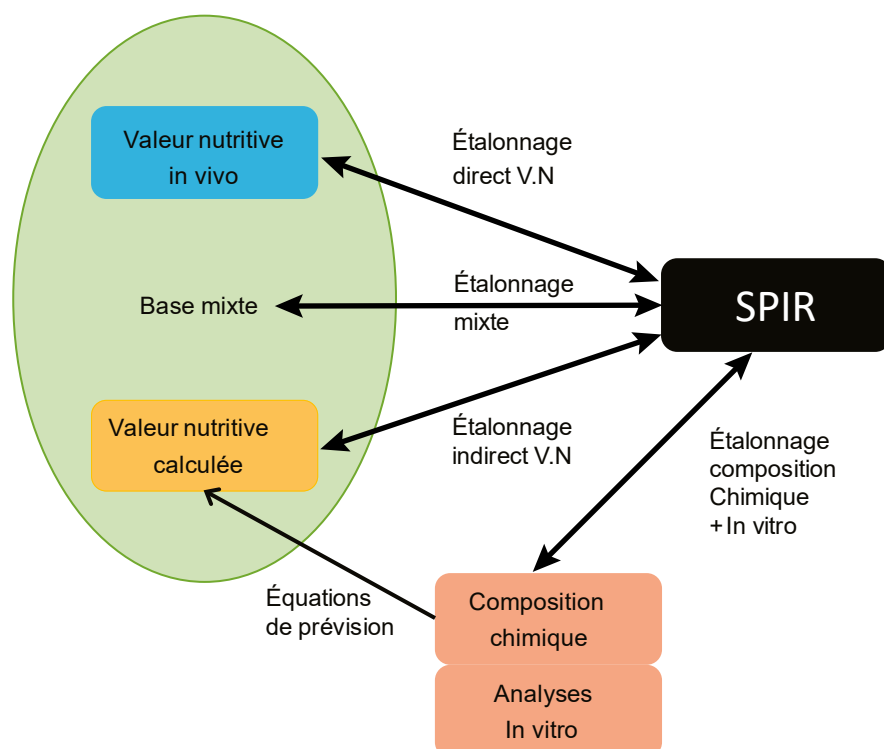 Valeur nutritive
in vivo
Étalonnage
direct V.N
Base mixte
Étalonnage
mixte
SPIR
Valeur nutritive
calculée
Étalonnage
indirect V.N
Étalonnage
composition
Chimique
+In vitro
Équations
de prévision
Composition
chimique
Analyses
In vitro